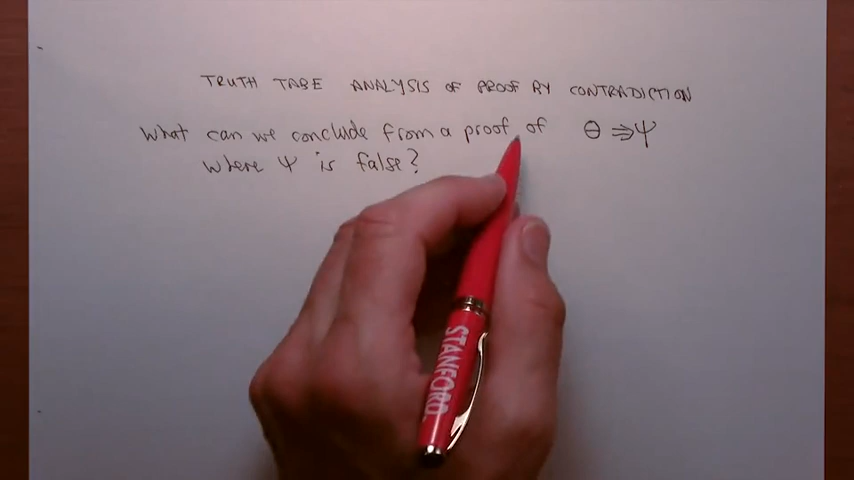 TRUTH TABE ANALYSIS OF PROOF BY CONTRADICTION
What can we conclude from a proof of θ ⇒ ψ
where ψ is false?
STANFORD